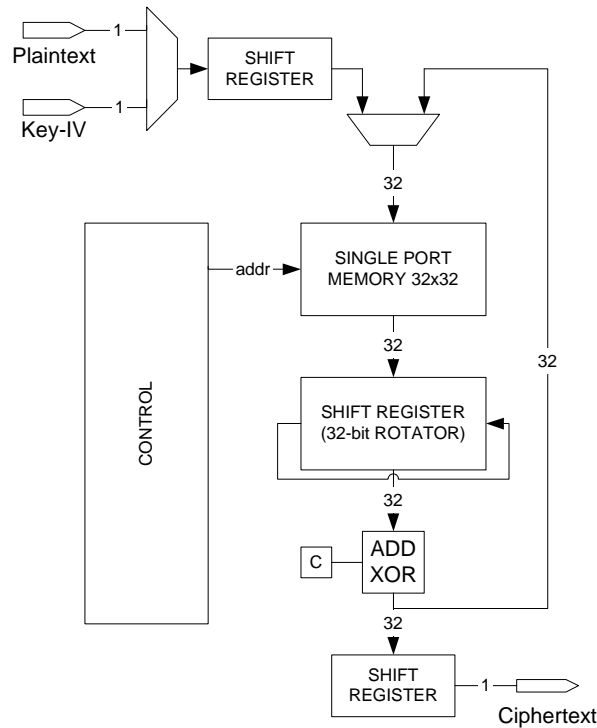 1
Plaintext
SHIFT
REGISTER
1
Key-IV
32
SINGLE PORT
MEMORY 32x32
addr
32
32
CONTROL
SHIFT REGISTER
(32-bit ROTATOR)
32
ADD
XOR
C
32
SHIFT
REGISTER
1
Ciphertext